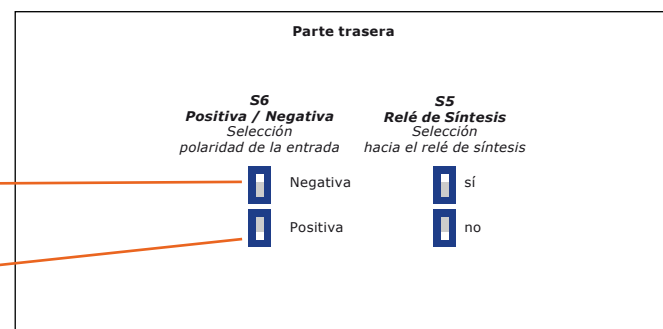 Parte trasera
S6
Positiva / Negativa
Selección
polaridad de la entrada
S5
Relé de Síntesis
Selección
hacia el relé de síntesis
Negativa
sí
Positiva
no